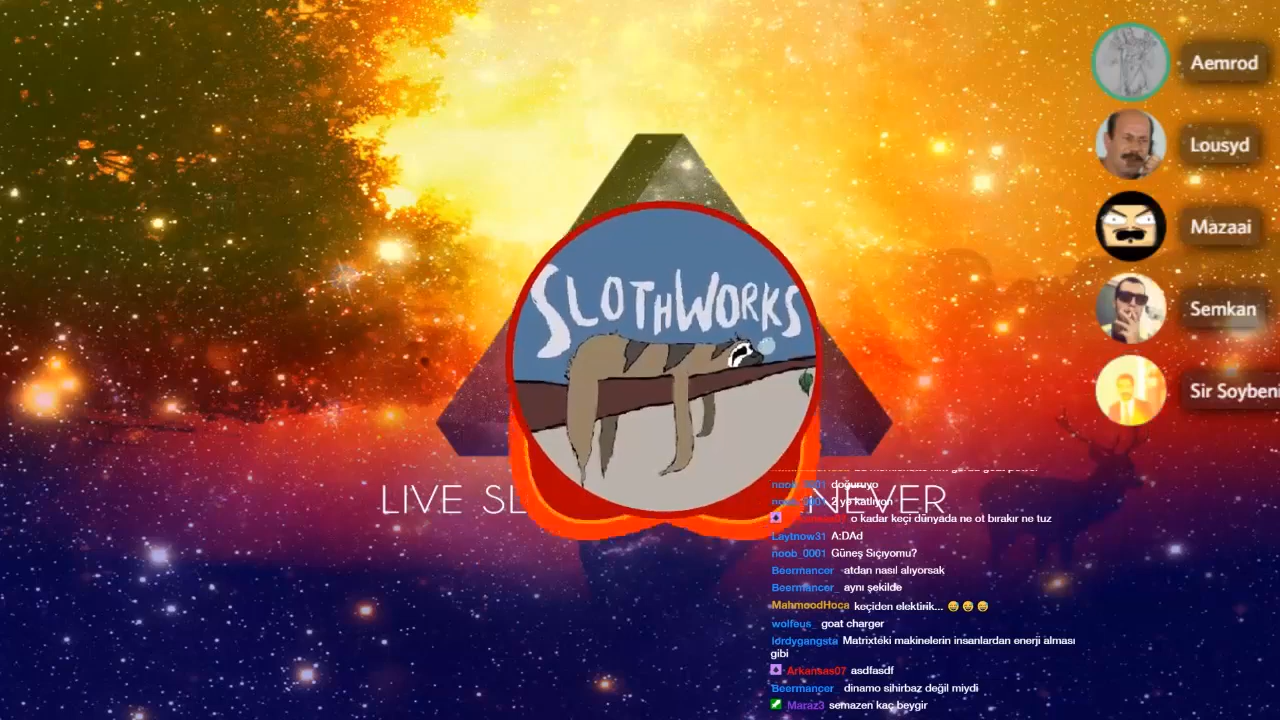 Aemrod
Lousyd
Mazaai
Semkan
Sir Soybeni
SLOTHWORKS
LIVE SL NEVER
noob_0001 doğuruyo
2 ye katlıyon
o kadar keçi dünyada ne ot bırakır ne tuz
Laytnow31 A:DAd
noob_0001 Güneş Sıçıyomu?
Beermancer_ atdan nasıl alıyorsak
Beermancer_ aynı şekilde
MahmoodHoca keçiden elektirik... 😅 😅 😅
wolfeus_ goat charger
lordygangsta Matrixteki makinelerin insanlardan enerji alması
gibi
Arkansas07 asdfasdf
Beermancer_ dinamo sihirbaz değil miydi
Maraz3 semazen kaç beygir